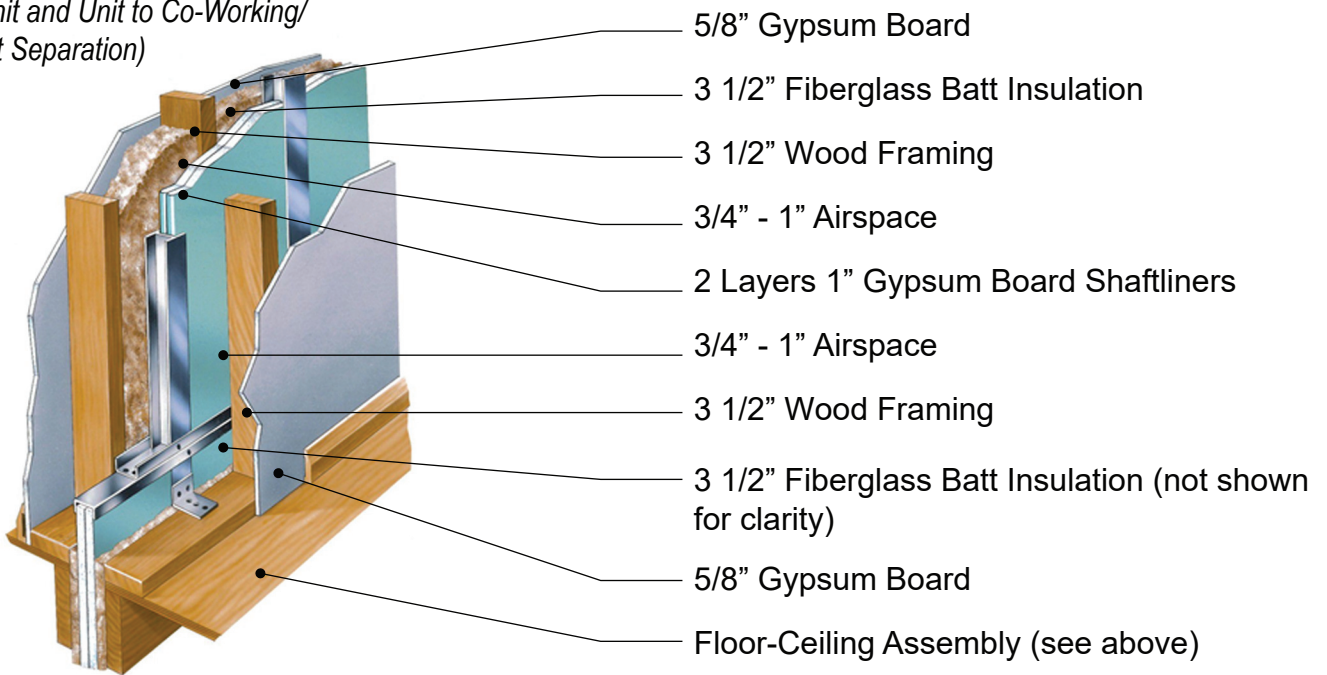 and Unit to Co-Working/
Separation)
5/8” Gypsum Board
3 1/2” Fiberglass Batt Insulation
3 1/2” Wood Framing
3/4” - 1” Airspace
2 Layers 1” Gypsum Board Shaftliners
3/4” - 1” Airspace
3 1/2” Wood Framing
3 1/2” Fiberglass Batt Insulation (not shown
for clarity)
5/8” Gypsum Board
Floor-Ceiling Assembly (see above)